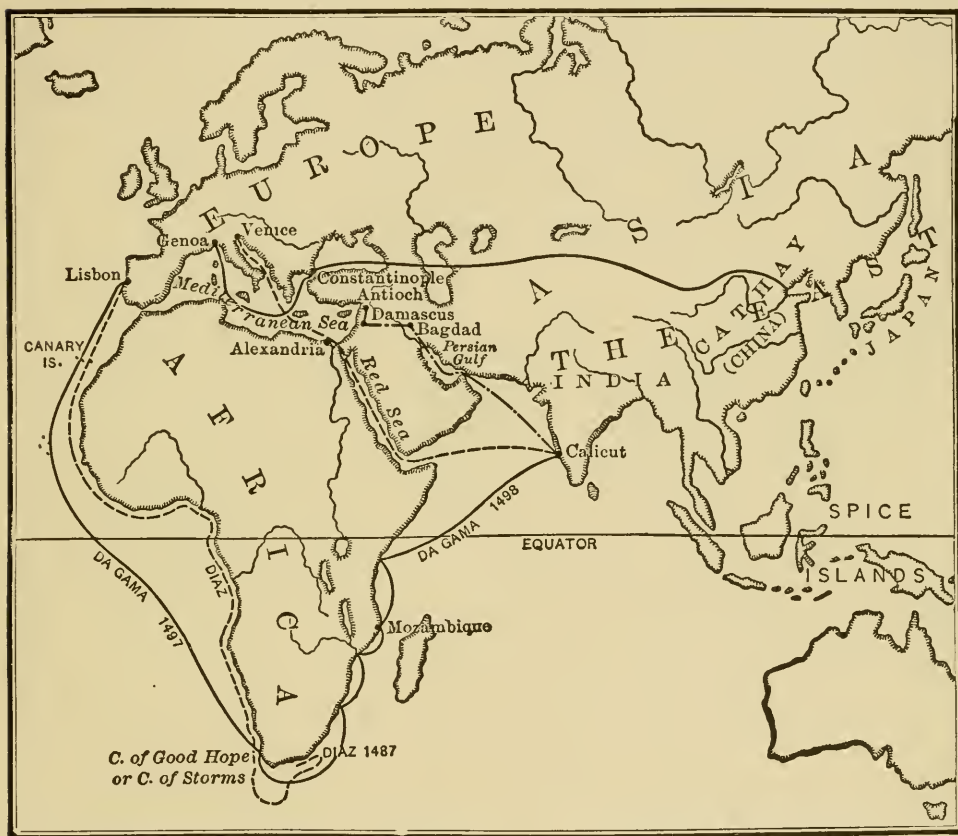 EUROPE
ASIA
Genoa
Venice
Lisbon
Constantinople
Antioch
Mediterranean Sea
Damascus
Bagdad
Alexandria
Persian
Gulf
CANARY
IS.
Red Sea
AFRICA
THE EAST
INDIA
CATHAY
(CHINA)
JAPAN
Calicut
SPICE
ISLANDS
DA GAMA 1498
EQUATOR
DA GAMA 1497
DIAZ
Mozambique
C. of Good Hope
or C. of Storms
DIAZ 1487